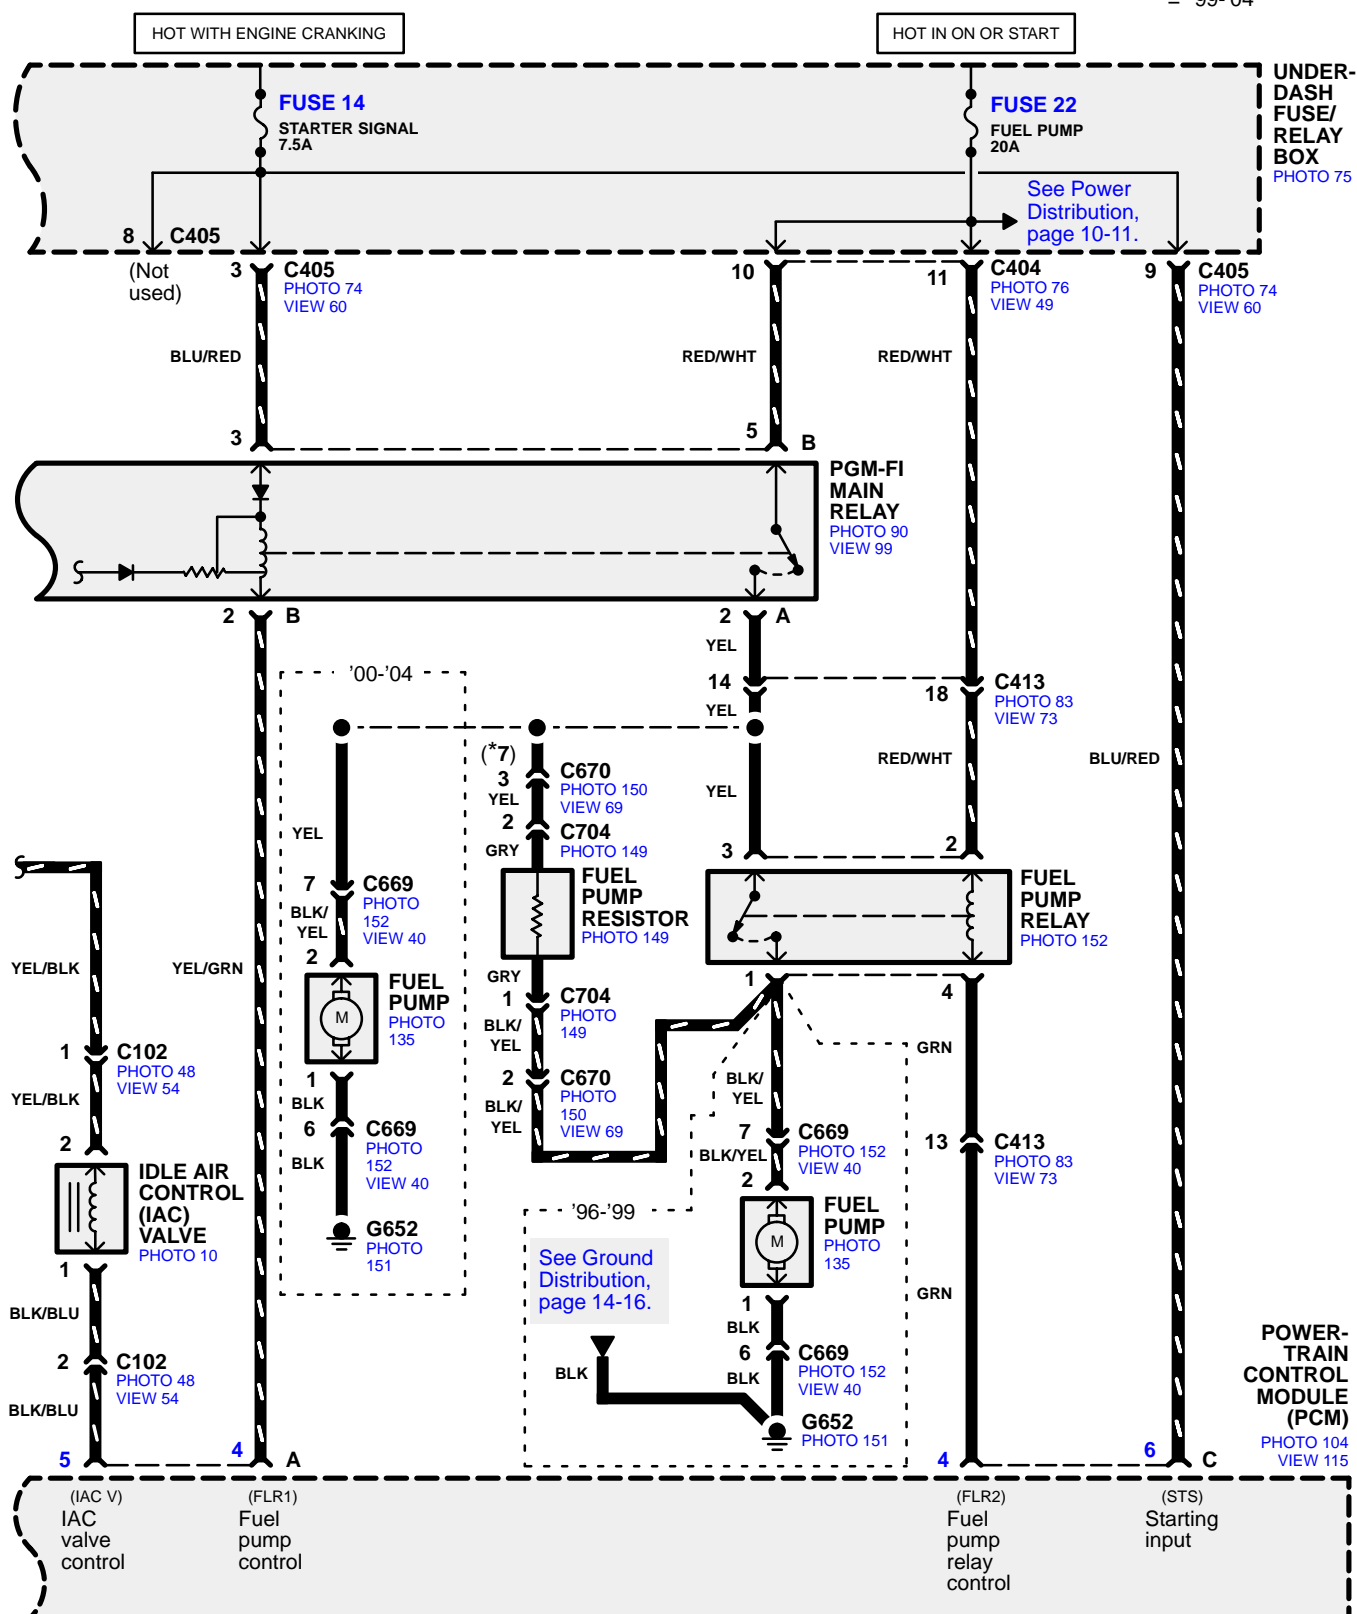 = '99-'04
HOT WITH ENGINE CRANKING
HOT IN ON OR START
UNDER-
DASH
FUSE/
RELAY
BOX
PHOTO 75
FUSE 14
STARTER SIGNAL
7.5A
FUSE 22
FUEL PUMP
20A
See Power
Distribution,
page 10-11.
8 C405
(Not
used)
3 C405
PHOTO 74
VIEW 60
10
11 C404
PHOTO 76
VIEW 49
9 C405
PHOTO 74
VIEW 60
BLU/RED
RED/WHT
RED/WHT
3
5 B
PGM-FI
MAIN
RELAY
PHOTO 90
VIEW 99
2 B
2 A
YEL
14
18 C413
PHOTO 83
VIEW 73
YEL
'00-'04
(*7)
3 C670
PHOTO 150
VIEW 69
YEL
2 C704
PHOTO 149
GRY
RED/WHT
BLU/RED
YEL
YEL
3
2
FUEL
PUMP
RESISTOR
PHOTO 149
FUEL
PUMP
RELAY
PHOTO 152
7 C669
PHOTO
152
VIEW 40
BLK/
YEL
2
FUEL
PUMP
PHOTO
135
M
YEL/BLK
YEL/GRN
GRY
1 C704
PHOTO
149
BLK/
YEL
2 C670
PHOTO
150
VIEW 69
BLK/
YEL
1
4
GRN
1 C102
PHOTO 48
VIEW 54
YEL/BLK
2
IDLE AIR
CONTROL
(IAC)
VALVE
PHOTO 10
1
BLK/BLU
2 C102
PHOTO 48
VIEW 54
BLK/BLU
1
BLK
6 C669
PHOTO
152
VIEW 40
BLK
G652
PHOTO
151
BLK/
YEL
7 C669
PHOTO 152
VIEW 40
BLK/YEL
2
13 C413
PHOTO 83
VIEW 73
'96-'99
FUEL
PUMP
PHOTO
135
M
See Ground
Distribution,
page 14-16.
1
BLK
6 C669
PHOTO 152
VIEW 40
BLK
BLK
G652
PHOTO 151
GRN
POWER-
TRAIN
CONTROL
MODULE
(PCM)
PHOTO 104
VIEW 115
5
4 A
4
6 C
(IAC V)
IAC
valve
control
(FLR1)
Fuel
pump
control
(FLR2)
Fuel
pump
relay
control
(STS)
Starting
input